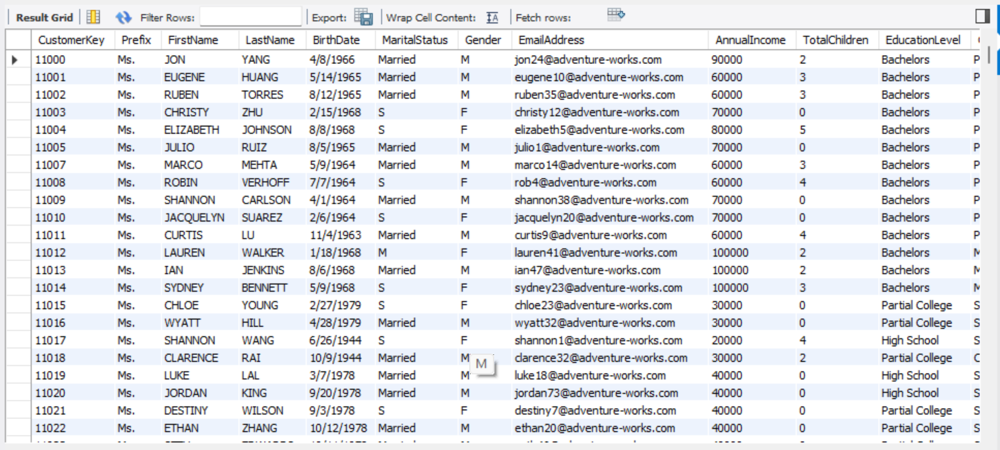 Result Grid Filter Rows: Export: Wrap Cell Content: Fetch rows:
CustomerKey Prefix FirstName LastName BirthDate MaritalStatus Gender EmailAddress AnnualIncome TotalChildren EducationLevel
11000 Ms. JON YANG 4/8/1966 Married M jon24@adventure-works.com 90000 2 Bachelors P
11001 Ms. EUGENE HUANG 5/14/1965 Married M eugene10@adventure-works.com 60000 3 Bachelors P
11002 Ms. RUBEN TORRES 8/12/1965 Married M ruben35@adventure-works.com 60000 3 Bachelors P
11003 Ms. CHRISTY ZHU 2/15/1968 S F christy12@adventure-works.com 70000 0 Bachelors P
11004 Ms. ELIZABETH JOHNSON 8/8/1968 S F elizabeth5@adventure-works.com 80000 5 Bachelors P
11005 Ms. JULIO RUIZ 8/5/1965 Married M julio1@adventure-works.com 70000 0 Bachelors P
11007 Ms. MARCO MEHTA 5/9/1964 Married M marco14@adventure-works.com 60000 3 Bachelors P
11008 Ms. ROBIN VERHOFF 7/7/1964 S F rob4@adventure-works.com 60000 4 Bachelors P
11009 Ms. SHANNON CARLSON 4/1/1964 Married M shannon38@adventure-works.com 70000 0 Bachelors P
11010 Ms. JACQUELYN SUAREZ 2/6/1964 S F jacquelyn20@adventure-works.com 70000 0 Bachelors P
11011 Ms. CURTIS LU 11/4/1963 Married M curtis9@adventure-works.com 60000 4 Bachelors P
11012 Ms. LAUREN WALKER 1/18/1968 M F lauren41@adventure-works.com 100000 2 Bachelors M
11013 Ms. IAN JENKINS 8/6/1968 Married M ian47@adventure-works.com 100000 2 Bachelors M
11014 Ms. SYDNEY BENNETT 5/9/1968 S F sydney23@adventure-works.com 100000 3 Bachelors M
11015 Ms. CHLOE YOUNG 2/27/1979 S F chloe23@adventure-works.com 30000 0 Partial College S
11016 Ms. WYATT HILL 4/28/1979 Married M wyatt32@adventure-works.com 30000 0 Partial College S
11017 Ms. SHANNON WANG 6/26/1944 S F shannon1@adventure-works.com 20000 4 High School S
11018 Ms. CLARENCE RAI 10/9/1944 Married M clarence32@adventure-works.com 30000 2 Partial College C
M
11019 Ms. LUKE LAL 3/7/1978 Married M luke18@adventure-works.com 40000 0 High School S
11020 Ms. JORDAN KING 9/20/1978 Married M jordan73@adventure-works.com 40000 0 High School S
11021 Ms. DESTINY WILSON 9/3/1978 S F destiny7@adventure-works.com 40000 0 Partial College S
11022 Ms. ETHAN ZHANG 10/12/1978 Married M ethan20@adventure-works.com 40000 0 Partial College S